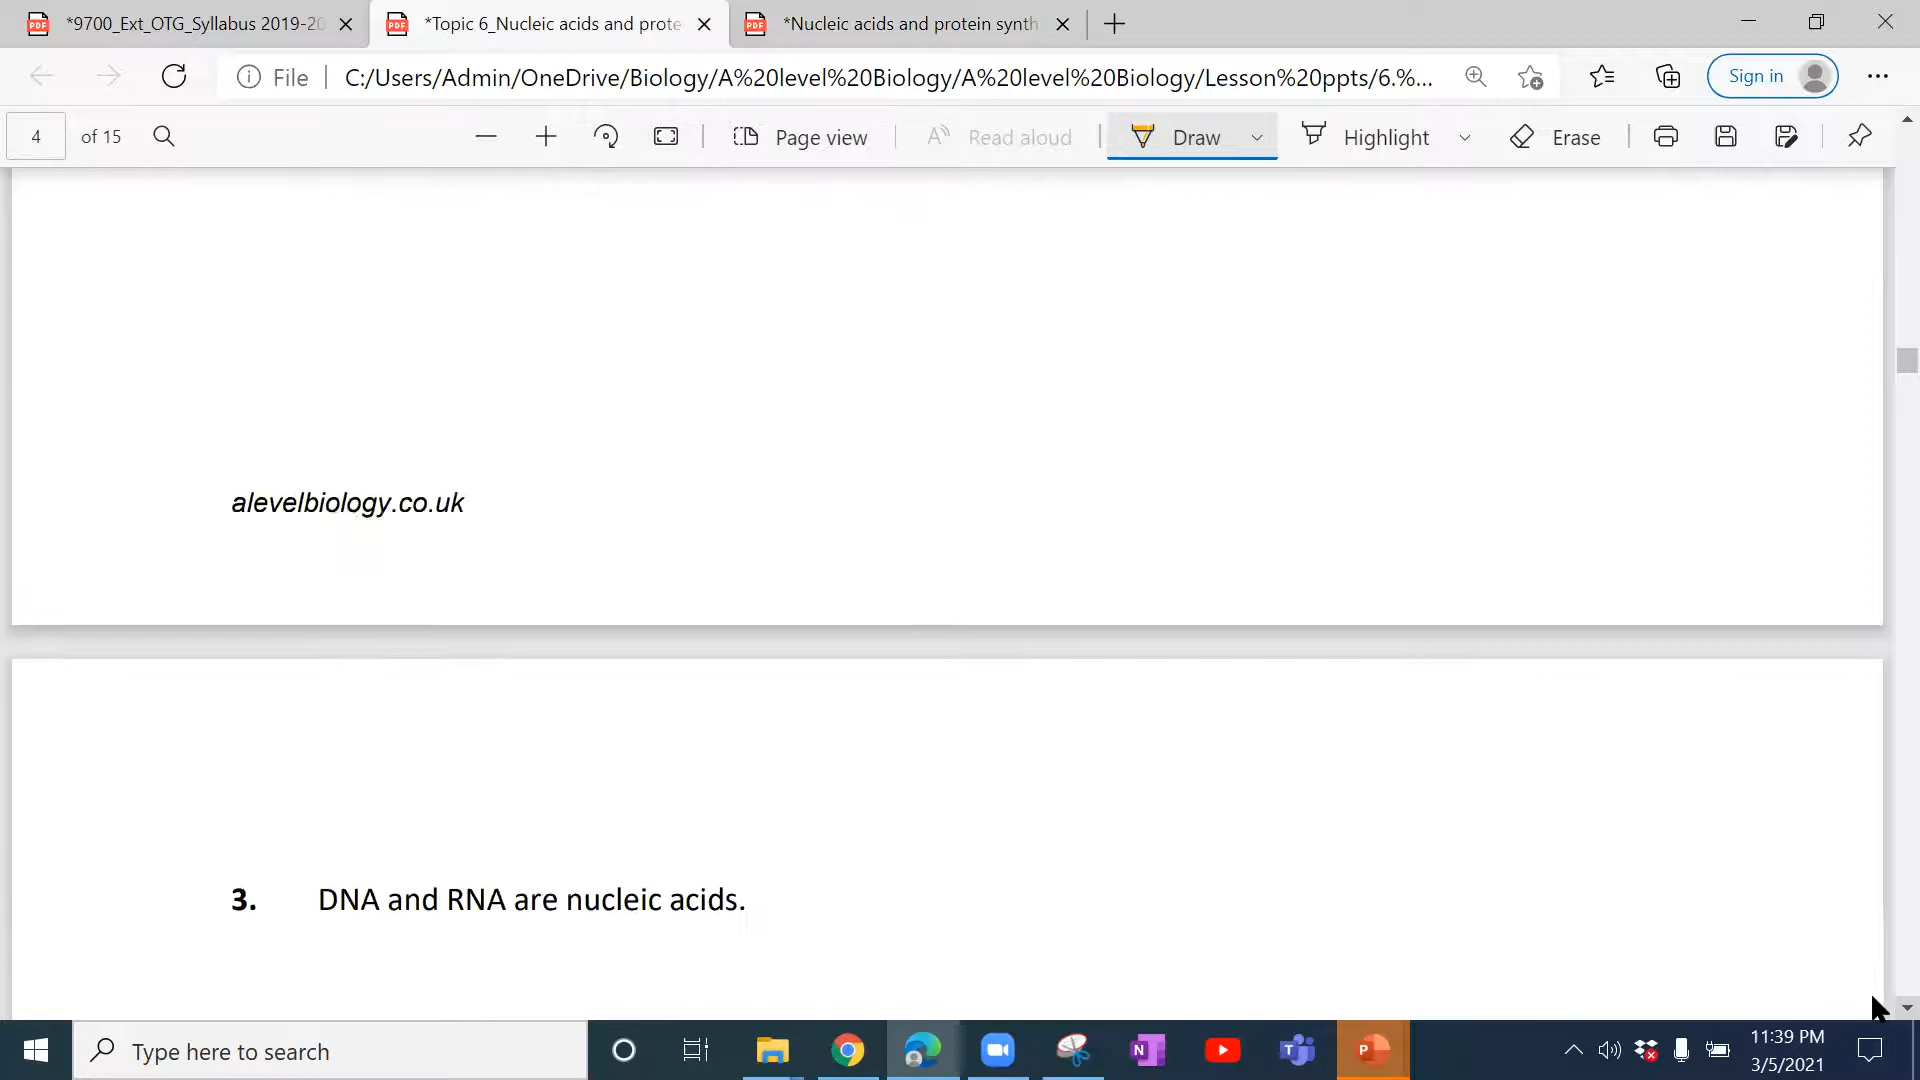 *9700_Ext_OTG_Syllabus 2019-20
*Topic 6_Nucleic acids and prote
*Nucleic acids and protein synth
File
C:/Users/Admin/OneDrive/Biology/A%20level%20Biology/A%20level%20Biology/Lesson%20ppts/6.%...
Sign in
4 of 15
Page view
Read aloud
Draw
Highlight
Erase
alevelbiology.co.uk
3. DNA and RNA are nucleic acids.
Type here to search
11:39 PM
3/5/2021